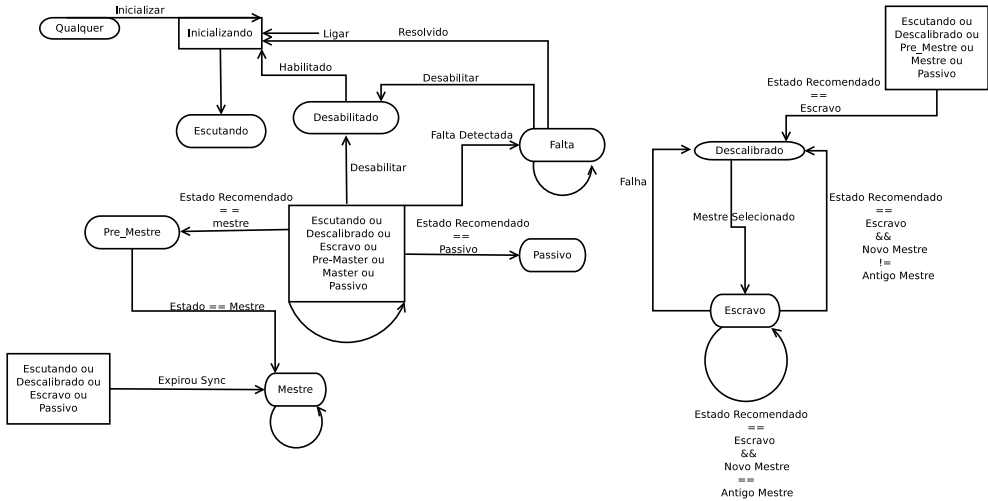 Inicializar
Qualquer
Inicializando
Ligar
Resolvido
Habilitado
Desabilitar
Desabilitado
Escutando
Falta Detectada
Falta
Desabilitar
Estado Recomendado
= =
mestre
Pre_Mestre
Escutando ou
Descalibrado ou
Escravo ou
Pre-Master ou
Master ou
Passivo
Estado Recomendado
==
Passivo
Passivo
Estado == Mestre
Escutando ou
Descalibrado ou
Escravo ou
Passivo
Expirou Sync
Mestre
Escutando ou
Descalibrado ou
Pre_Mestre ou
Mestre ou
Passivo
Estado Recomendado
==
Escravo
Descalibrado
Falha
Mestre Selecionado
Estado Recomendado
==
Escravo
&&
Novo Mestre
!=
Antigo Mestre
Escravo
Estado Recomendado
==
Escravo
&&
Novo Mestre
==
Antigo Mestre